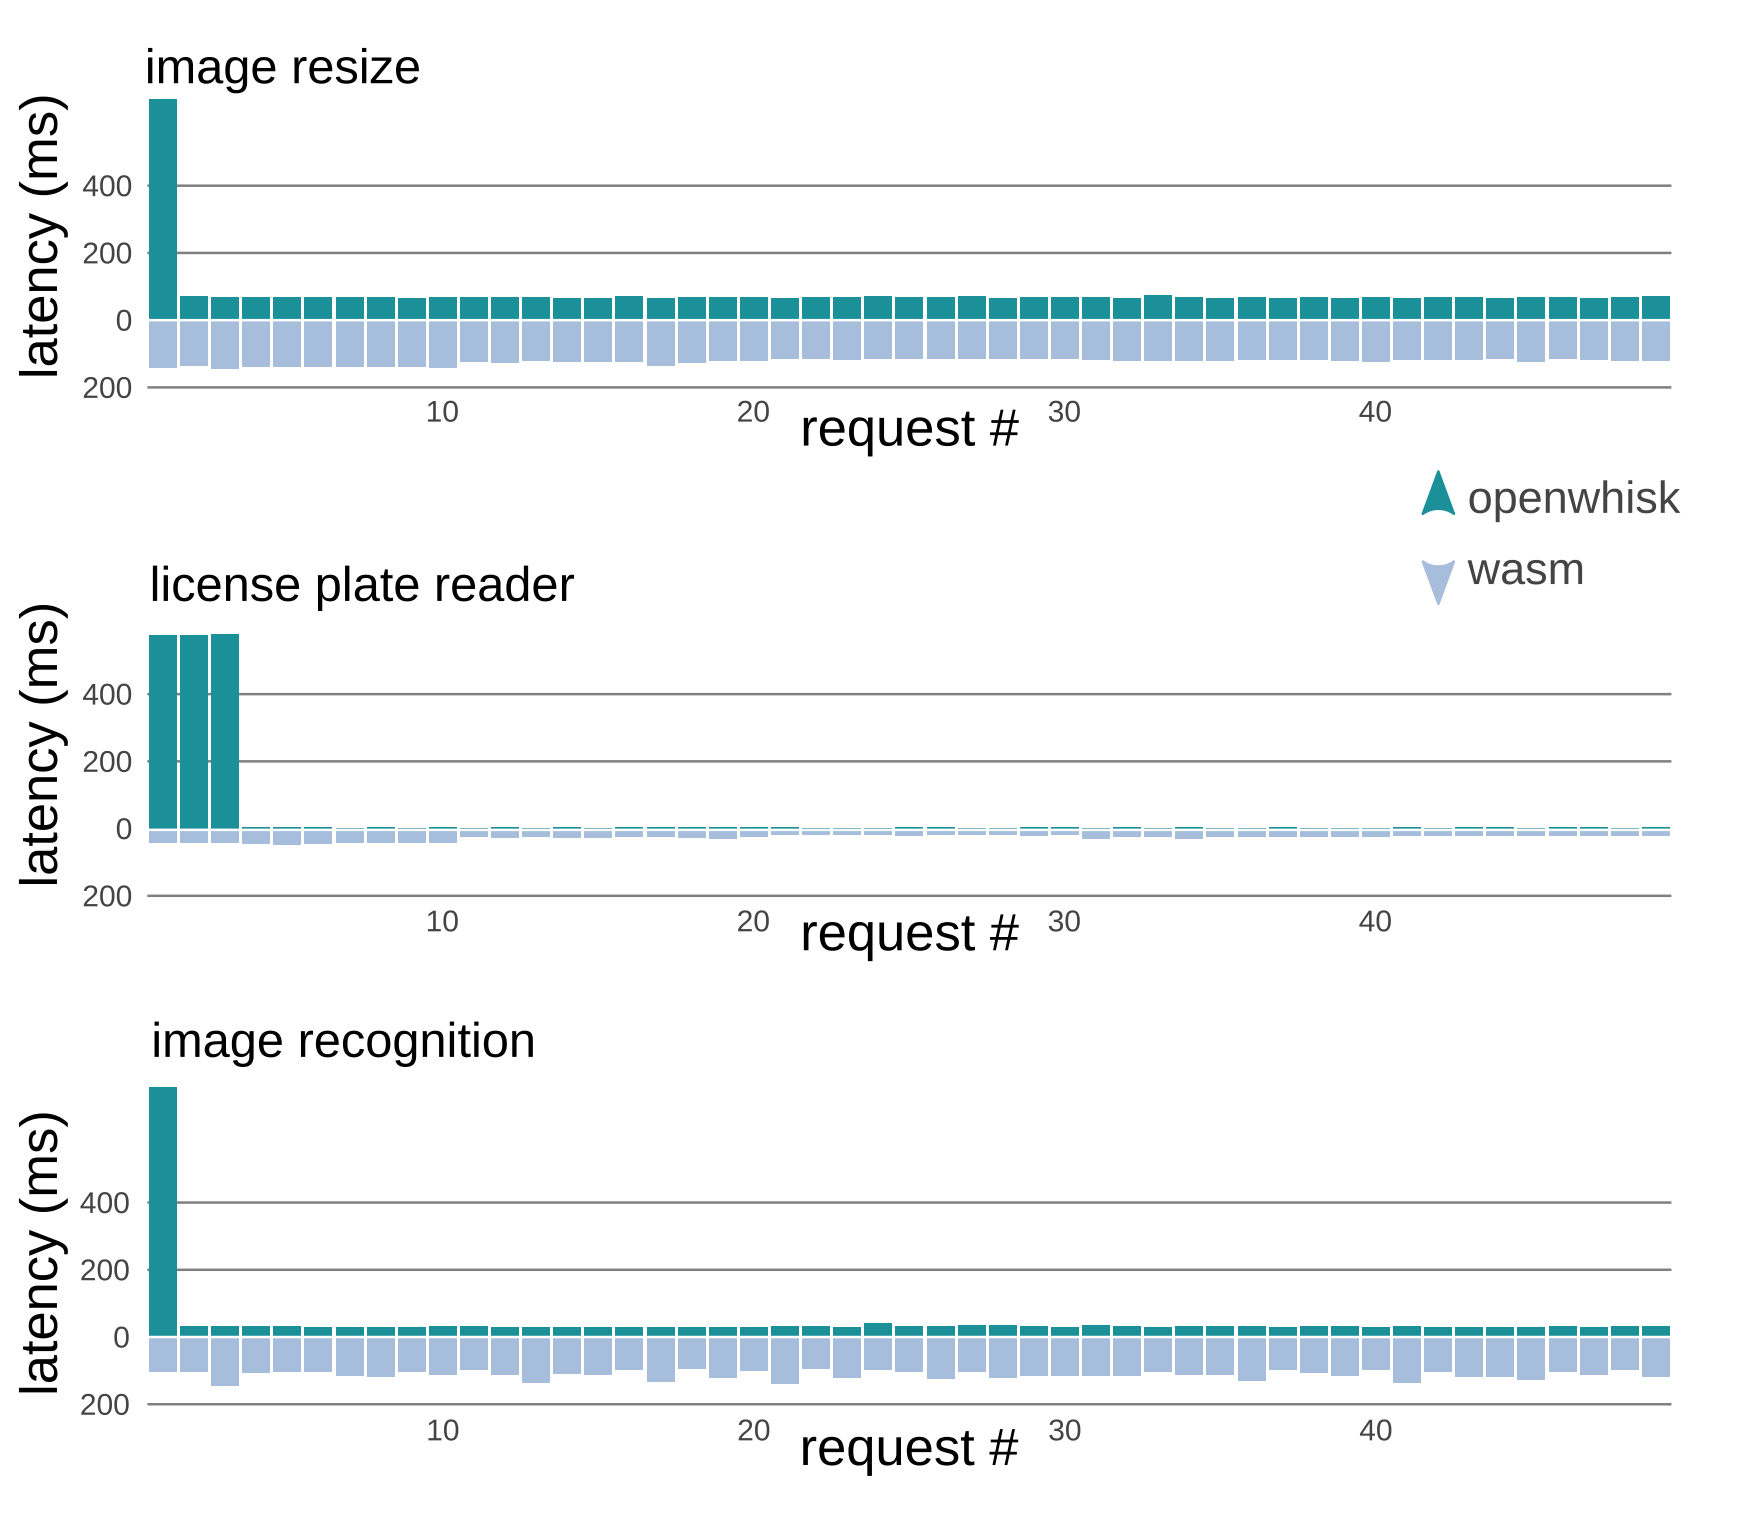 image resize
latency (ms)
400
200
0
200
10 20 30 40
request #
openwhisk
wasm
license plate reader
latency (ms)
400
200
0
200
10 20 30 40
request #
image recognition
latency (ms)
400
200
0
200
10 20 30 40
request #